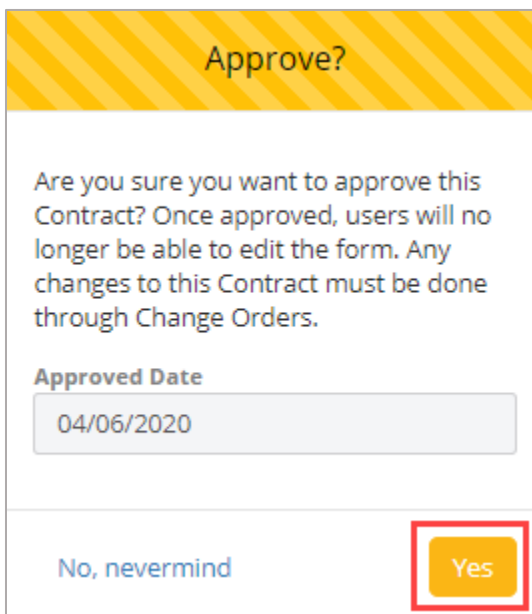 Approve?
Are you sure you want to approve this
Contract? Once approved, users will no
longer be able to edit the form. Any
changes to this Contract must be done
through Change Orders.
Approved Date
04/06/2020
No, nevermind
Yes